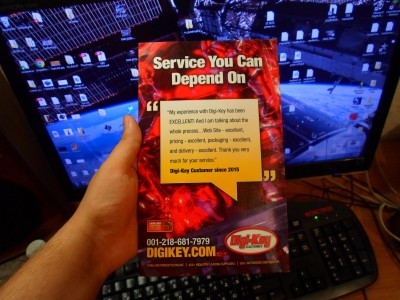 Service You Can
Depend On
"My experience with Digi-Key has been
EXCELLENT! And I am talking about the
whole process... Web Site - excellent,
pricing - excellent, packaging - excellent,
and delivery - excellent. Thank you very
much for your service."
Digi-Key Customer since 2015
001-218-681-7979
DIGIKEY.COM
Digi-Key
ELECTRONICS